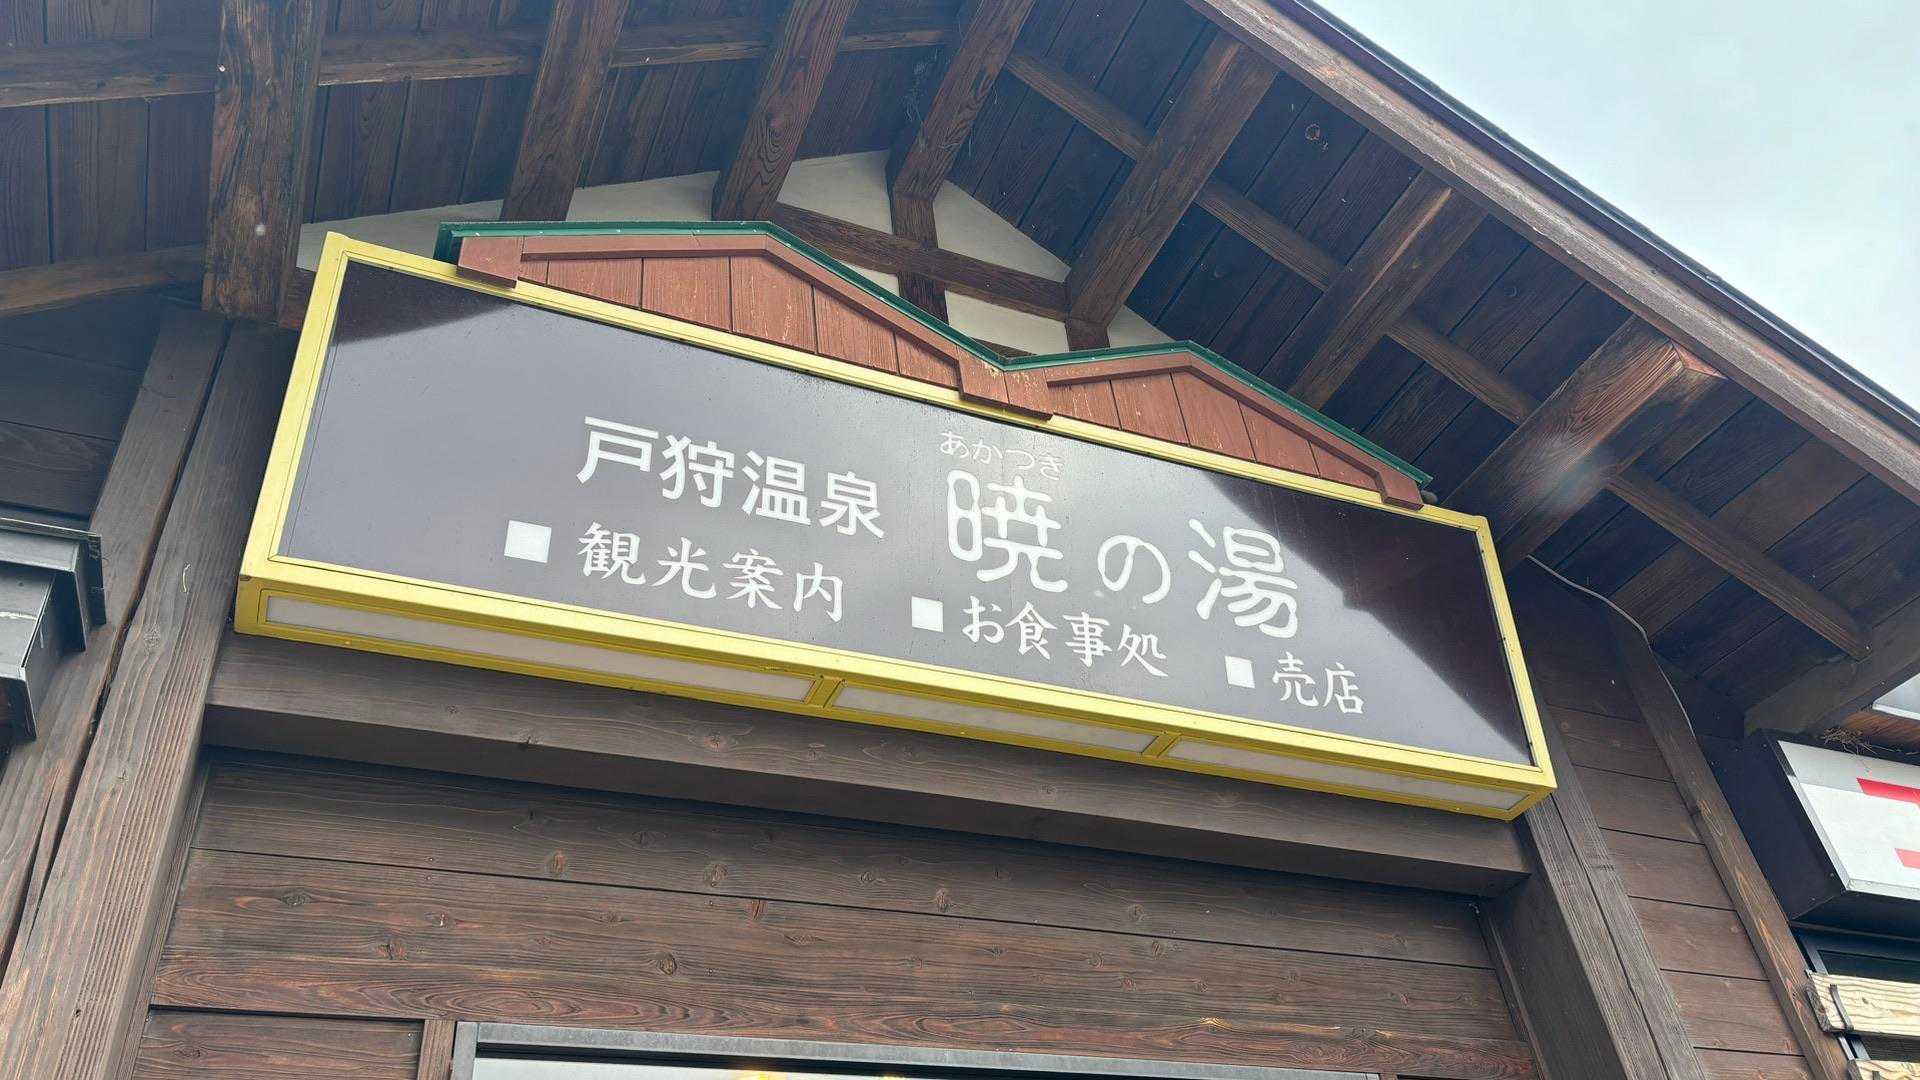 戸狩温泉 暁の湯
あかつき
■観光案内 ■お食事処 ■売店